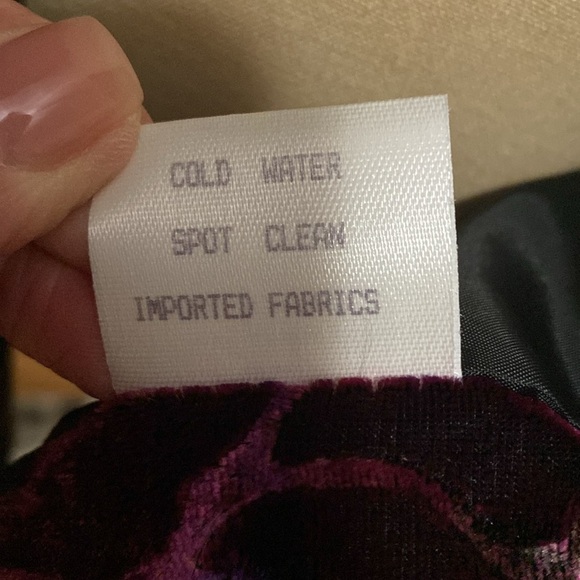 COLD WATER
SPOT CLEAN
IMPORTED FABRICS